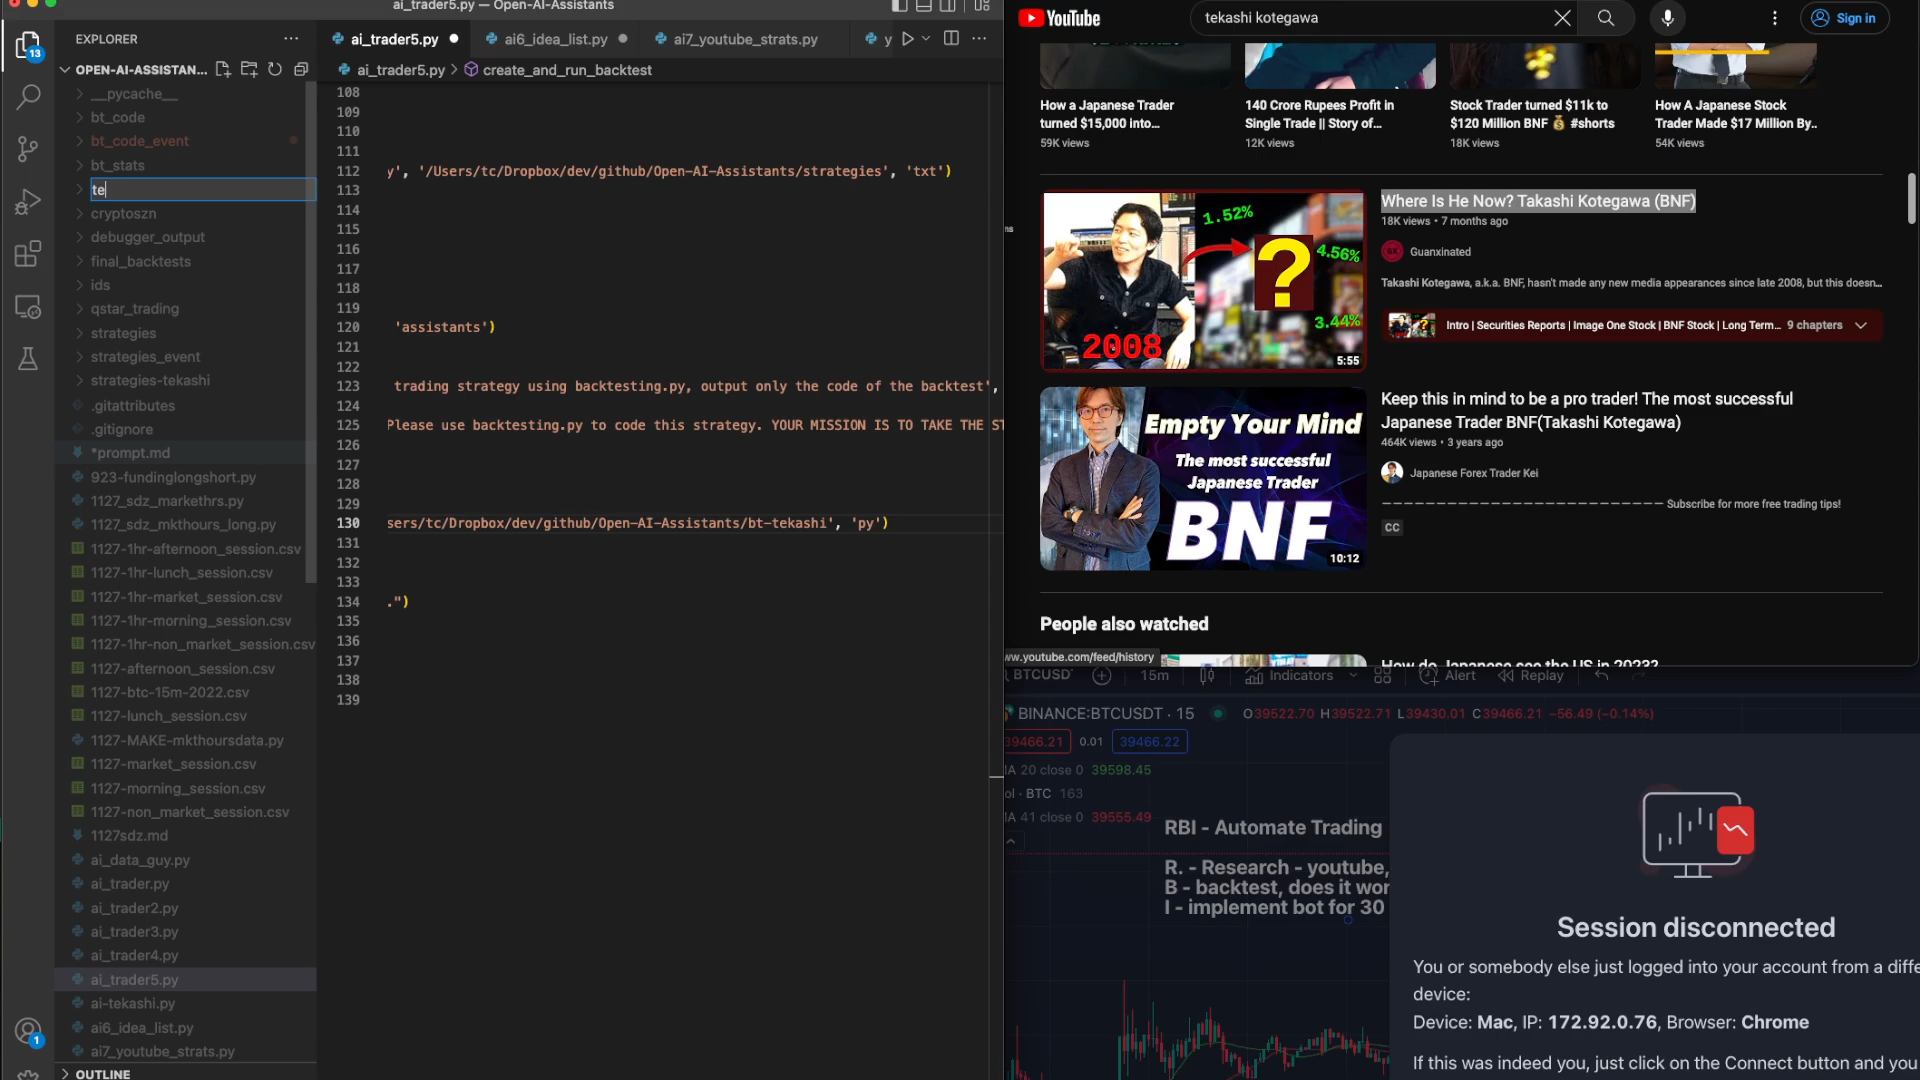 ai_trader5.py — Open-AI-Assistants
EXPLORER
OPEN-AI-ASSISTAN...
13
__pycache__
bt_code
bt_code_event
bt_stats
te
cryptoszn
debugger_output
final_backtests
ids
qstar_trading
strategies
strategies_event
strategies-tekashi
.gitattributes
.gitignore
*prompt.md
923-fundinglongshort.py
1127_sdz_markethrs.py
1127_sdz_mkthours_long.py
1127-1hr-afternoon_session.csv
1127-1hr-lunch_session.csv
1127-1hr-market_session.csv
1127-1hr-morning_session.csv
1127-1hr-non_market_session.csv
1127-afternoon_session.csv
1127-btc-15m-2022.csv
1127-lunch_session.csv
1127-MAKE-mkthoursdata.py
1127-market_session.csv
1127-morning_session.csv
1127-non_market_session.csv
1127sdz.md
ai_data_guy.py
ai_trader.py
ai_trader2.py
ai_trader3.py
ai_trader4.py
ai_trader5.py
ai-tekashi.py
ai6_idea_list.py
ai7_youtube_strats.py
1
OUTLINE
ai_trader5.py
ai6_idea_list.py
ai7_youtube_strats.py
y
ai_trader5.py > create_and_run_backtest
108
109
110
111
112 y', '/Users/tc/Dropbox/dev/github/Open-AI-Assistants/strategies', 'txt')
113
114
115
116
117
118
119
120 'assistants')
121
122
123 trading strategy using backtesting.py, output only the code of the backtest',
124
125 Please use backtesting.py to code this strategy. YOUR MISSION IS TO TAKE THE ST
126
127
128
129
130 sers/tc/Dropbox/dev/github/Open-AI-Assistants/bt-tekashi', 'py')
131
132
133
134 .")
135
136
137
138
139
YouTube
tekashi kotegawa
Sign in
How a Japanese Trader
turned $15,000 into...
59K views
140 Crore Rupees Profit in
Single Trade || Story of...
12K views
Stock Trader turned $11k to
$120 Million BNF 💰 #shorts
18K views
How A Japanese Stock
Trader Made $17 Million By..
54K views
ns
1.52%
4.56%
3.44%
?
2008
5:55
Where Is He Now? Takashi Kotegawa (BNF)
18K views • 7 months ago
Guanxinated
Takashi Kotegawa, a.k.a. BNF, hasn't made any new media appearances since late 2008, but this doesn...
Intro | Securities Reports | Image One Stock | BNF Stock | Long Term... 9 chapters
Empty Your Mind
The most successful
Japanese Trader
BNF
10:12
Keep this in mind to be a pro trader! The most successful
Japanese Trader BNF(Takashi Kotegawa)
464K views • 3 years ago
Japanese Forex Trader Kei
Subscribe for more free trading tips!
CC
People also watched
ww.youtube.com/feed/history
How do Japanese see the US in 2023?
BTCUSD
15m
Indicators
Alert
Replay
BINANCE:BTCUSDT · 15
O39522.70 H39522.71 L39430.01 C39466.21 −56.49 (−0.14%)
39466.21
0.01
39466.22
MA 20 close 0 39598.45
ol · BTC 163
MA 41 close 0 39555.49
RBI - Automate Trading
R. - Research - youtube,
B - backtest, does it wor
I - implement bot for 30
Session disconnected
You or somebody else just logged into your account from a diffe
device:
Device: Mac, IP: 172.92.0.76, Browser: Chrome
If this was indeed you, just click on the Connect button and you